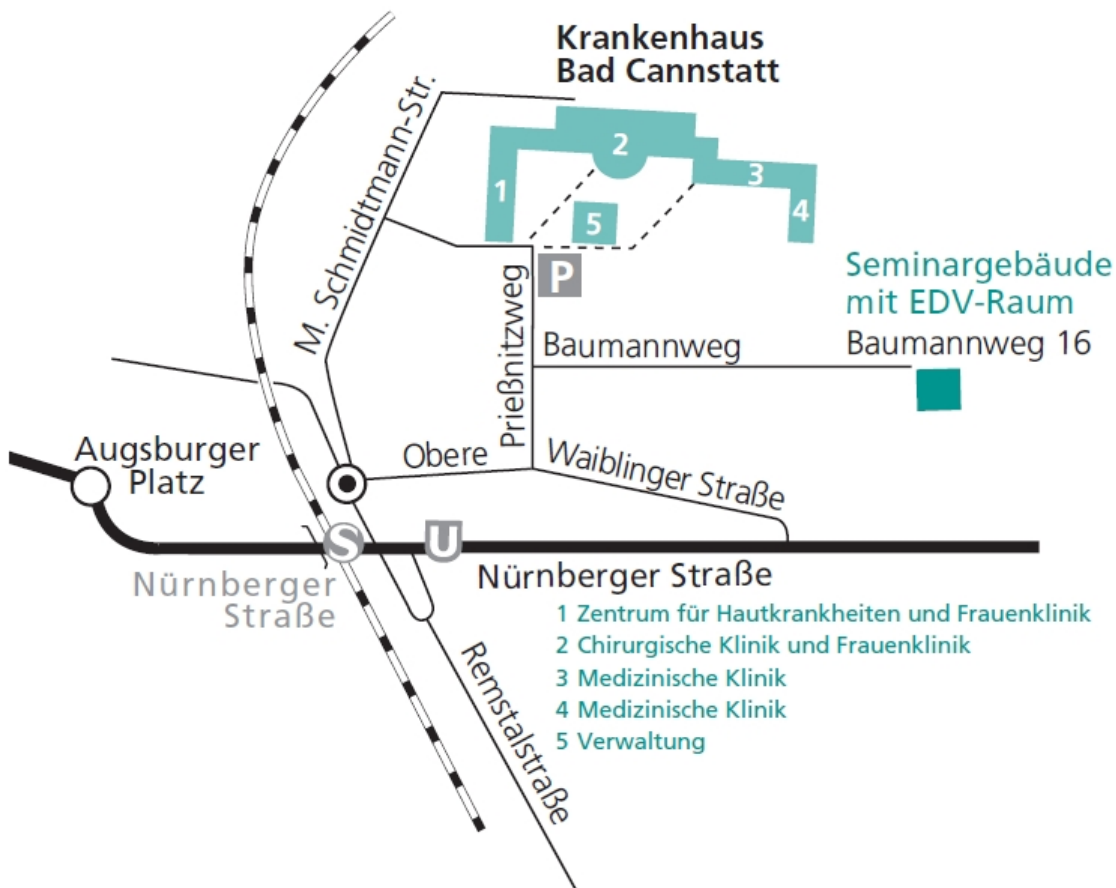 Krankenhaus
Bad Cannstatt
M. Schmidtmann-Str.
2
1
3
4
5
P
Seminargebäude
mit EDV-Raum
Baumannweg 16
Prießnitzweg
Baumannweg
Augsburger
Platz
Obere
Waiblinger Straße
S
U
Nürnberger
Straße
Nürnberger Straße
1 Zentrum für Hautkrankheiten und Frauenklinik
2 Chirurgische Klinik und Frauenklinik
3 Medizinische Klinik
4 Medizinische Klinik
5 Verwaltung
Remstalstraße